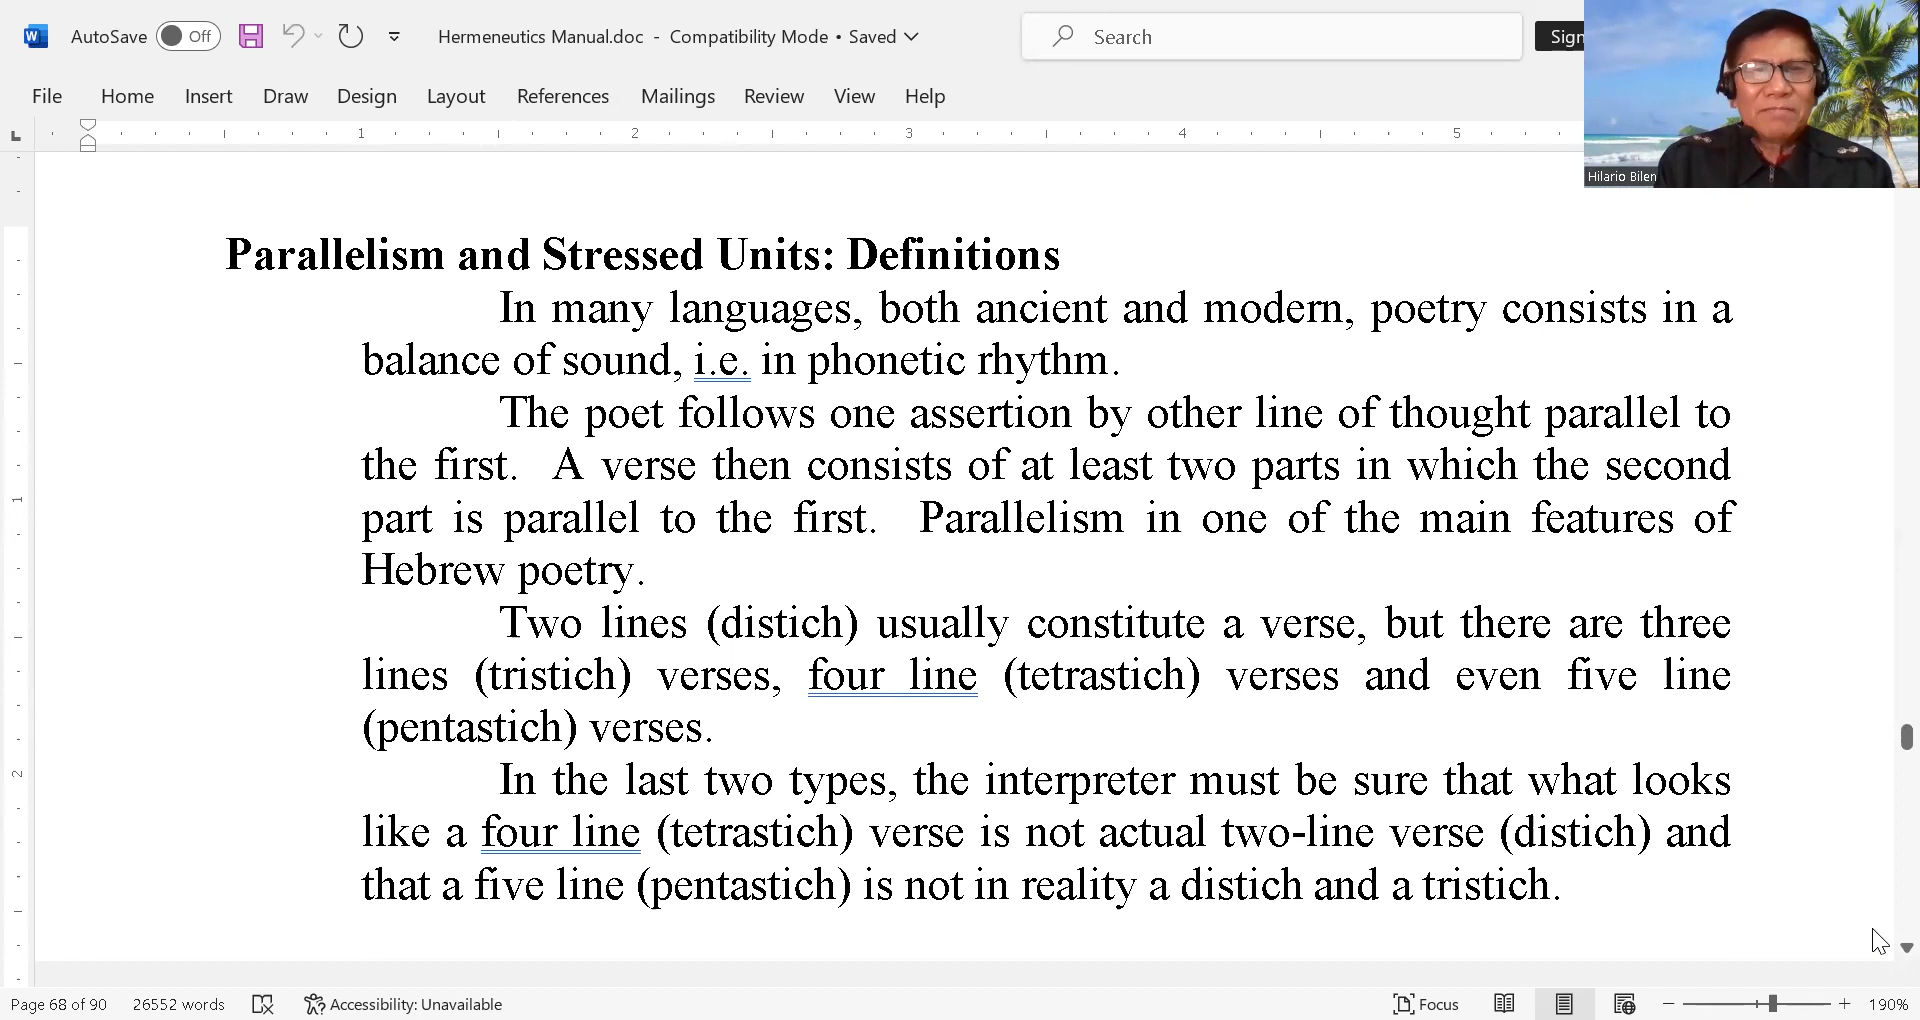 AutoSave Off Hermeneutics Manual.doc - Compatibility Mode • Saved Search Sign
File Home Insert Draw Design Layout References Mailings Review View Help
1 2 3 4 5
Hilario Bilen
Parallelism and Stressed Units: Definitions
In many languages, both ancient and modern, poetry consists in a
balance of sound, i.e. in phonetic rhythm.
The poet follows one assertion by other line of thought parallel to
the first. A verse then consists of at least two parts in which the second
part is parallel to the first. Parallelism in one of the main features of
Hebrew poetry.
Two lines (distich) usually constitute a verse, but there are three
lines (tristich) verses, four line (tetrastich) verses and even five line
(pentastich) verses.
In the last two types, the interpreter must be sure that what looks
like a four line (tetrastich) verse is not actual two-line verse (distich) and
that a five line (pentastich) is not in reality a distich and a tristich.
1
2
Page 68 of 90 26552 words Accessibility: Unavailable Focus 190%